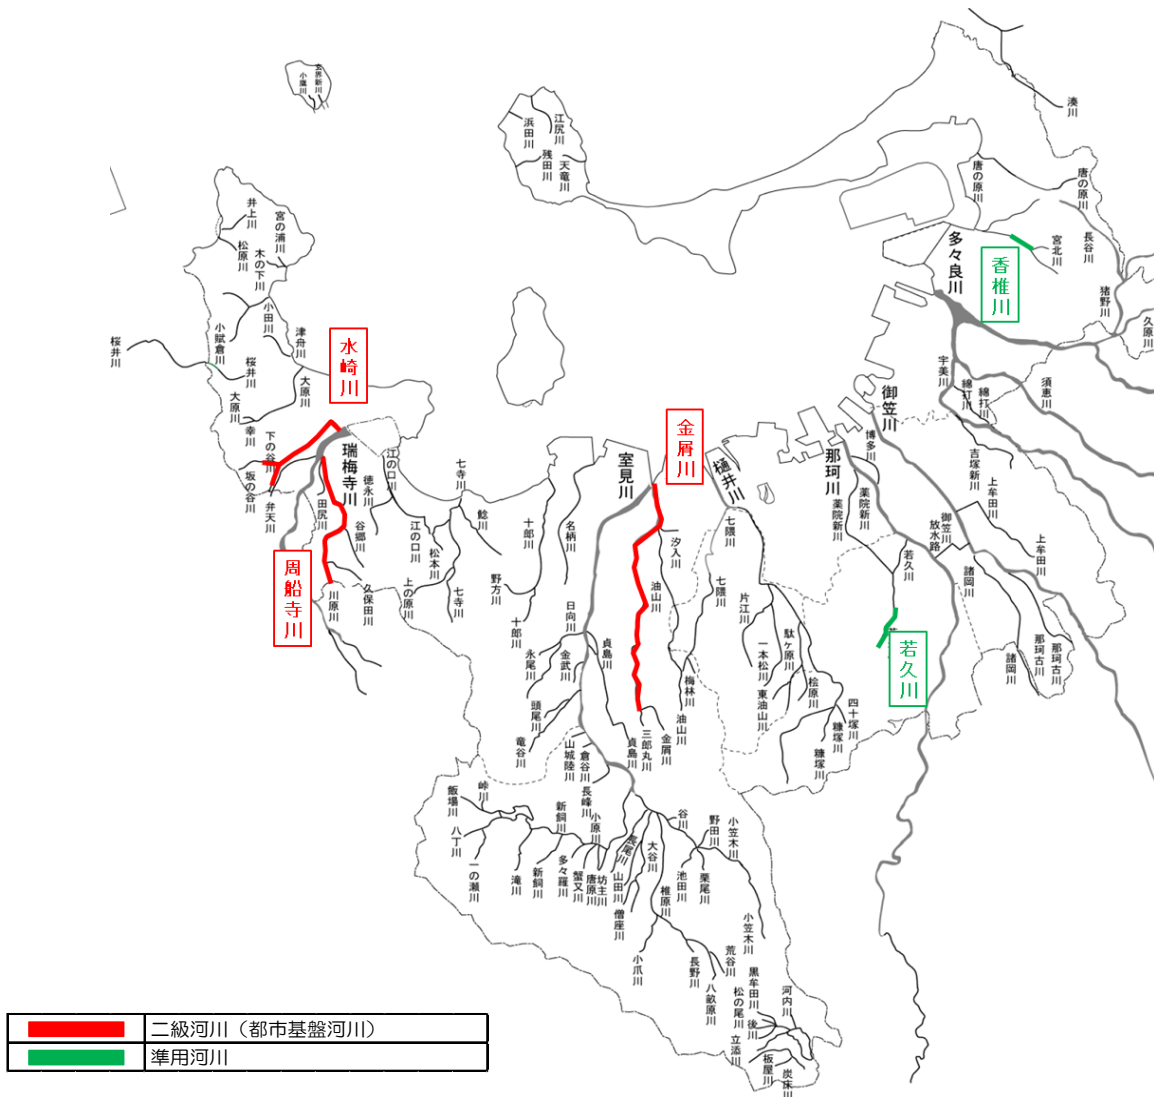 玄界新川
小鷹川
湊川
浜田川
江尻川
残田川
天竜川
唐の原川
唐の原川
長谷川
宮北川
香椎川
多々良川
猪野川
久原川
井上川
宮の浦川
松原川
木の下川
小田川
津舟川
小賦倉川
桜井川
桜井川
大原川
大原川
幸川
水崎川
下の谷川
坂の谷川
弁天川
瑞梅寺川
田尻川
徳永川
江の口川
谷郷川
周船寺川
川原川
久保田川
江の口川
上の原川
松本川
七寺川
鯰川
七寺川
十郎川
野方川
十郎川
名柄川
室見川
金屑川
樋井川
七隈川
汐入川
油山川
七隈川
日向川
貞島川
金武川
永尾川
頭尾川
竜谷川
山城陸川
倉谷川
長峰川
貞島川
三郎丸川
金屑川
油山川
梅林川
片江川
一本松川
駄ヶ原川
東油山川
桧原川
四十塚川
糠塚川
糠塚川
宇美川
綿打川
綿打川
須恵川
御笠川
博多川
那珂川
薬院新川
薬院新川
若久川
若久川
吉塚新川
上牟田川
上牟田川
御笠川
放水路
諸岡川
諸岡川
那珂古川
那珂古川
飯場川
峠川
八丁川
一の瀬川
滝川
新飼川
新飼川
多々羅川
蟹又川
唐原川
坊主川
小原川
山田川
長尾川
僧座川
大谷川
谷川
野田川
小笠木川
池田川
栗尾川
椎原川
小爪川
長野川
八畝原川
荒谷川
小笠木川
黒牟田川
松の尾川
後川
立添川
板屋川
炭床川
河内川
二級河川（都市基盤河川）
準用河川